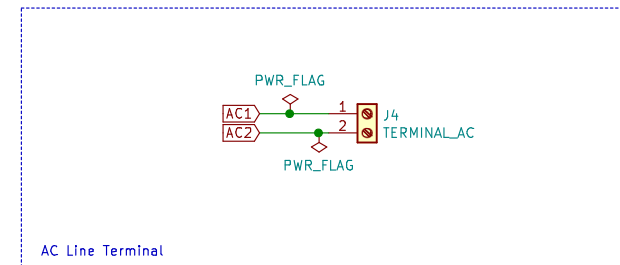 PWR_FLAG
AC1
1
J4
AC2
2
TERMINAL_AC
PWR_FLAG
AC Line Terminal